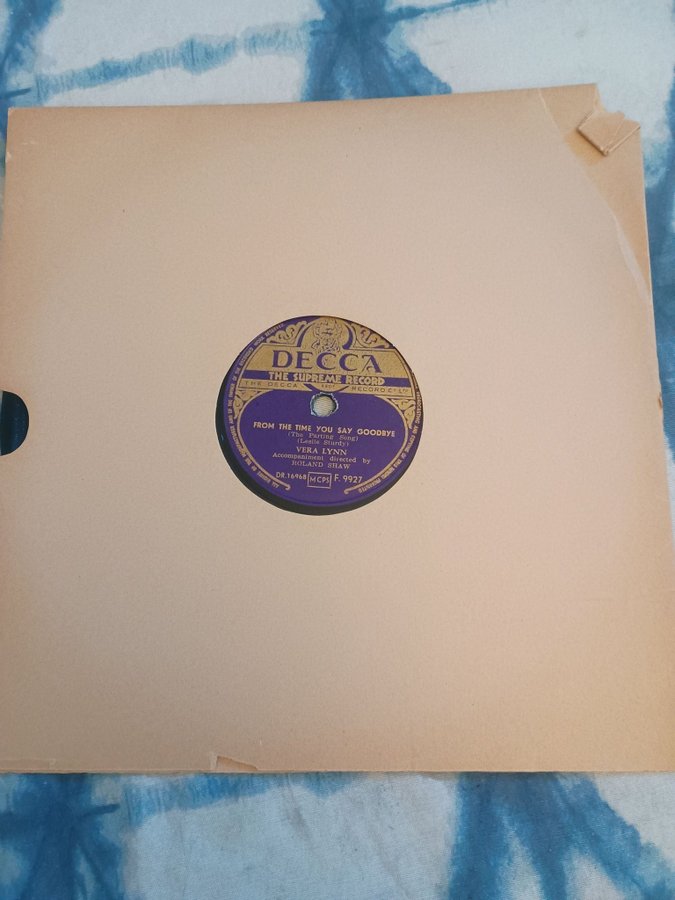 DECCA
THE SUPREME RECORD
THE DECCA RECORD Cº Lᵀᴰ
FROM THE TIME YOU SAY GOODBYE
(The Parting Song)
(Leslie Sturdy)
VERA LYNN
Accompaniment directed by
ROLAND SHAW
DR.16968 MCPS F. 9927